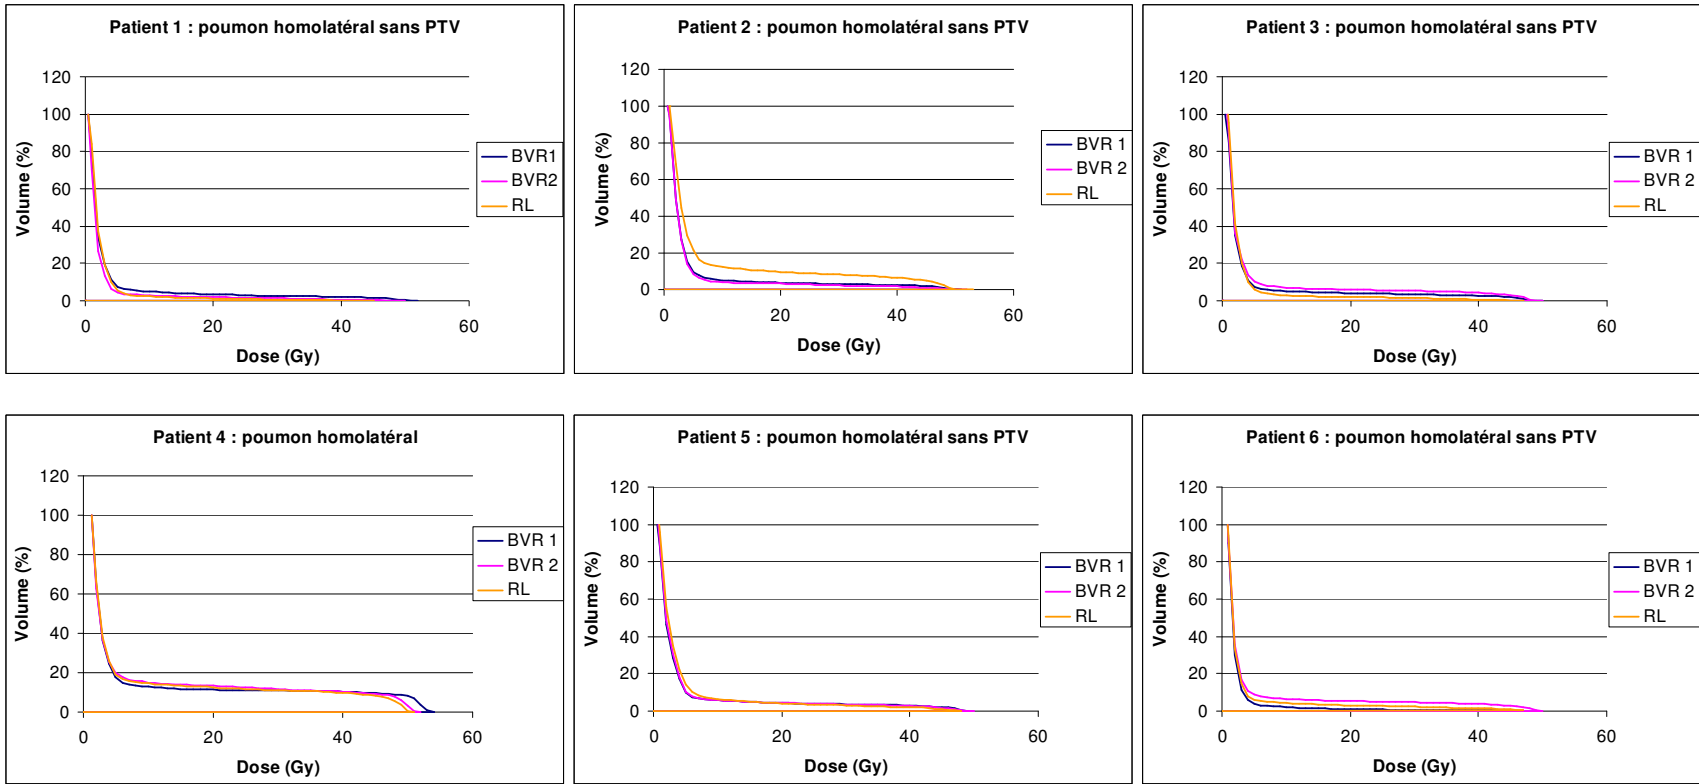 Patient 1 : poumon homolatéral sans PTV
120
100
80
60
40
20
0
Volume (%)
0 20 40 60
Dose (Gy)
BVR1
BVR2
RL
Patient 2 : poumon homolatéral sans PTV
120
100
80
60
40
20
0
Volume (%)
0 20 40 60
Dose (Gy)
BVR 1
BVR 2
RL
Patient 3 : poumon homolatéral sans PTV
120
100
80
60
40
20
0
Volume (%)
0 20 40 60
Dose (Gy)
BVR 1
BVR 2
RL
Patient 4 : poumon homolatéral
120
100
80
60
40
20
0
Volume (%)
0 20 40 60
Dose (Gy)
BVR 1
BVR 2
RL
Patient 5 : poumon homolatéral sans PTV
120
100
80
60
40
20
0
Volume (%)
0 20 40 60
Dose (Gy)
BVR 1
BVR 2
RL
Patient 6 : poumon homolatéral sans PTV
120
100
80
60
40
20
0
Volume (%)
0 20 40 60
Dose (Gy)
BVR 1
BVR 2
RL